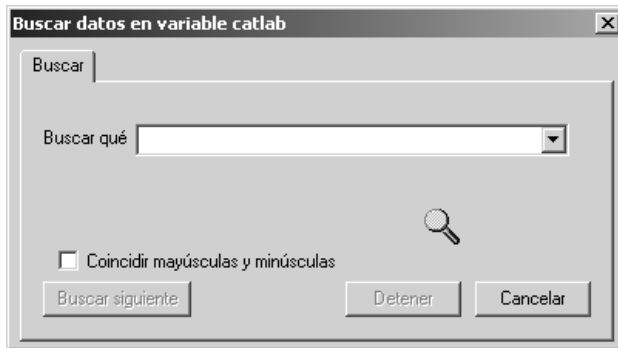 Buscar datos en variable catlab
Buscar
Buscar qué
Coincidir mayúsculas y minúsculas
Buscar siguiente Detener Cancelar